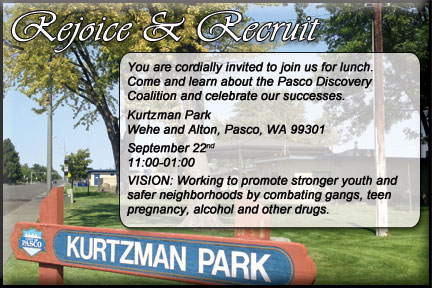 Rejoice & Recruit
You are cordially invited to join us for lunch.
Come and learn about the Pasco Discovery
Coalition and celebrate our successes.
Kurtzman Park
Wehe and Alton, Pasco, WA 99301
September 22nd
11:00-01:00
VISION: Working to promote stronger youth and
safer neighborhoods by combating gangs, teen
pregnancy, alcohol and other drugs.
PASCO
KURTZMAN PARK